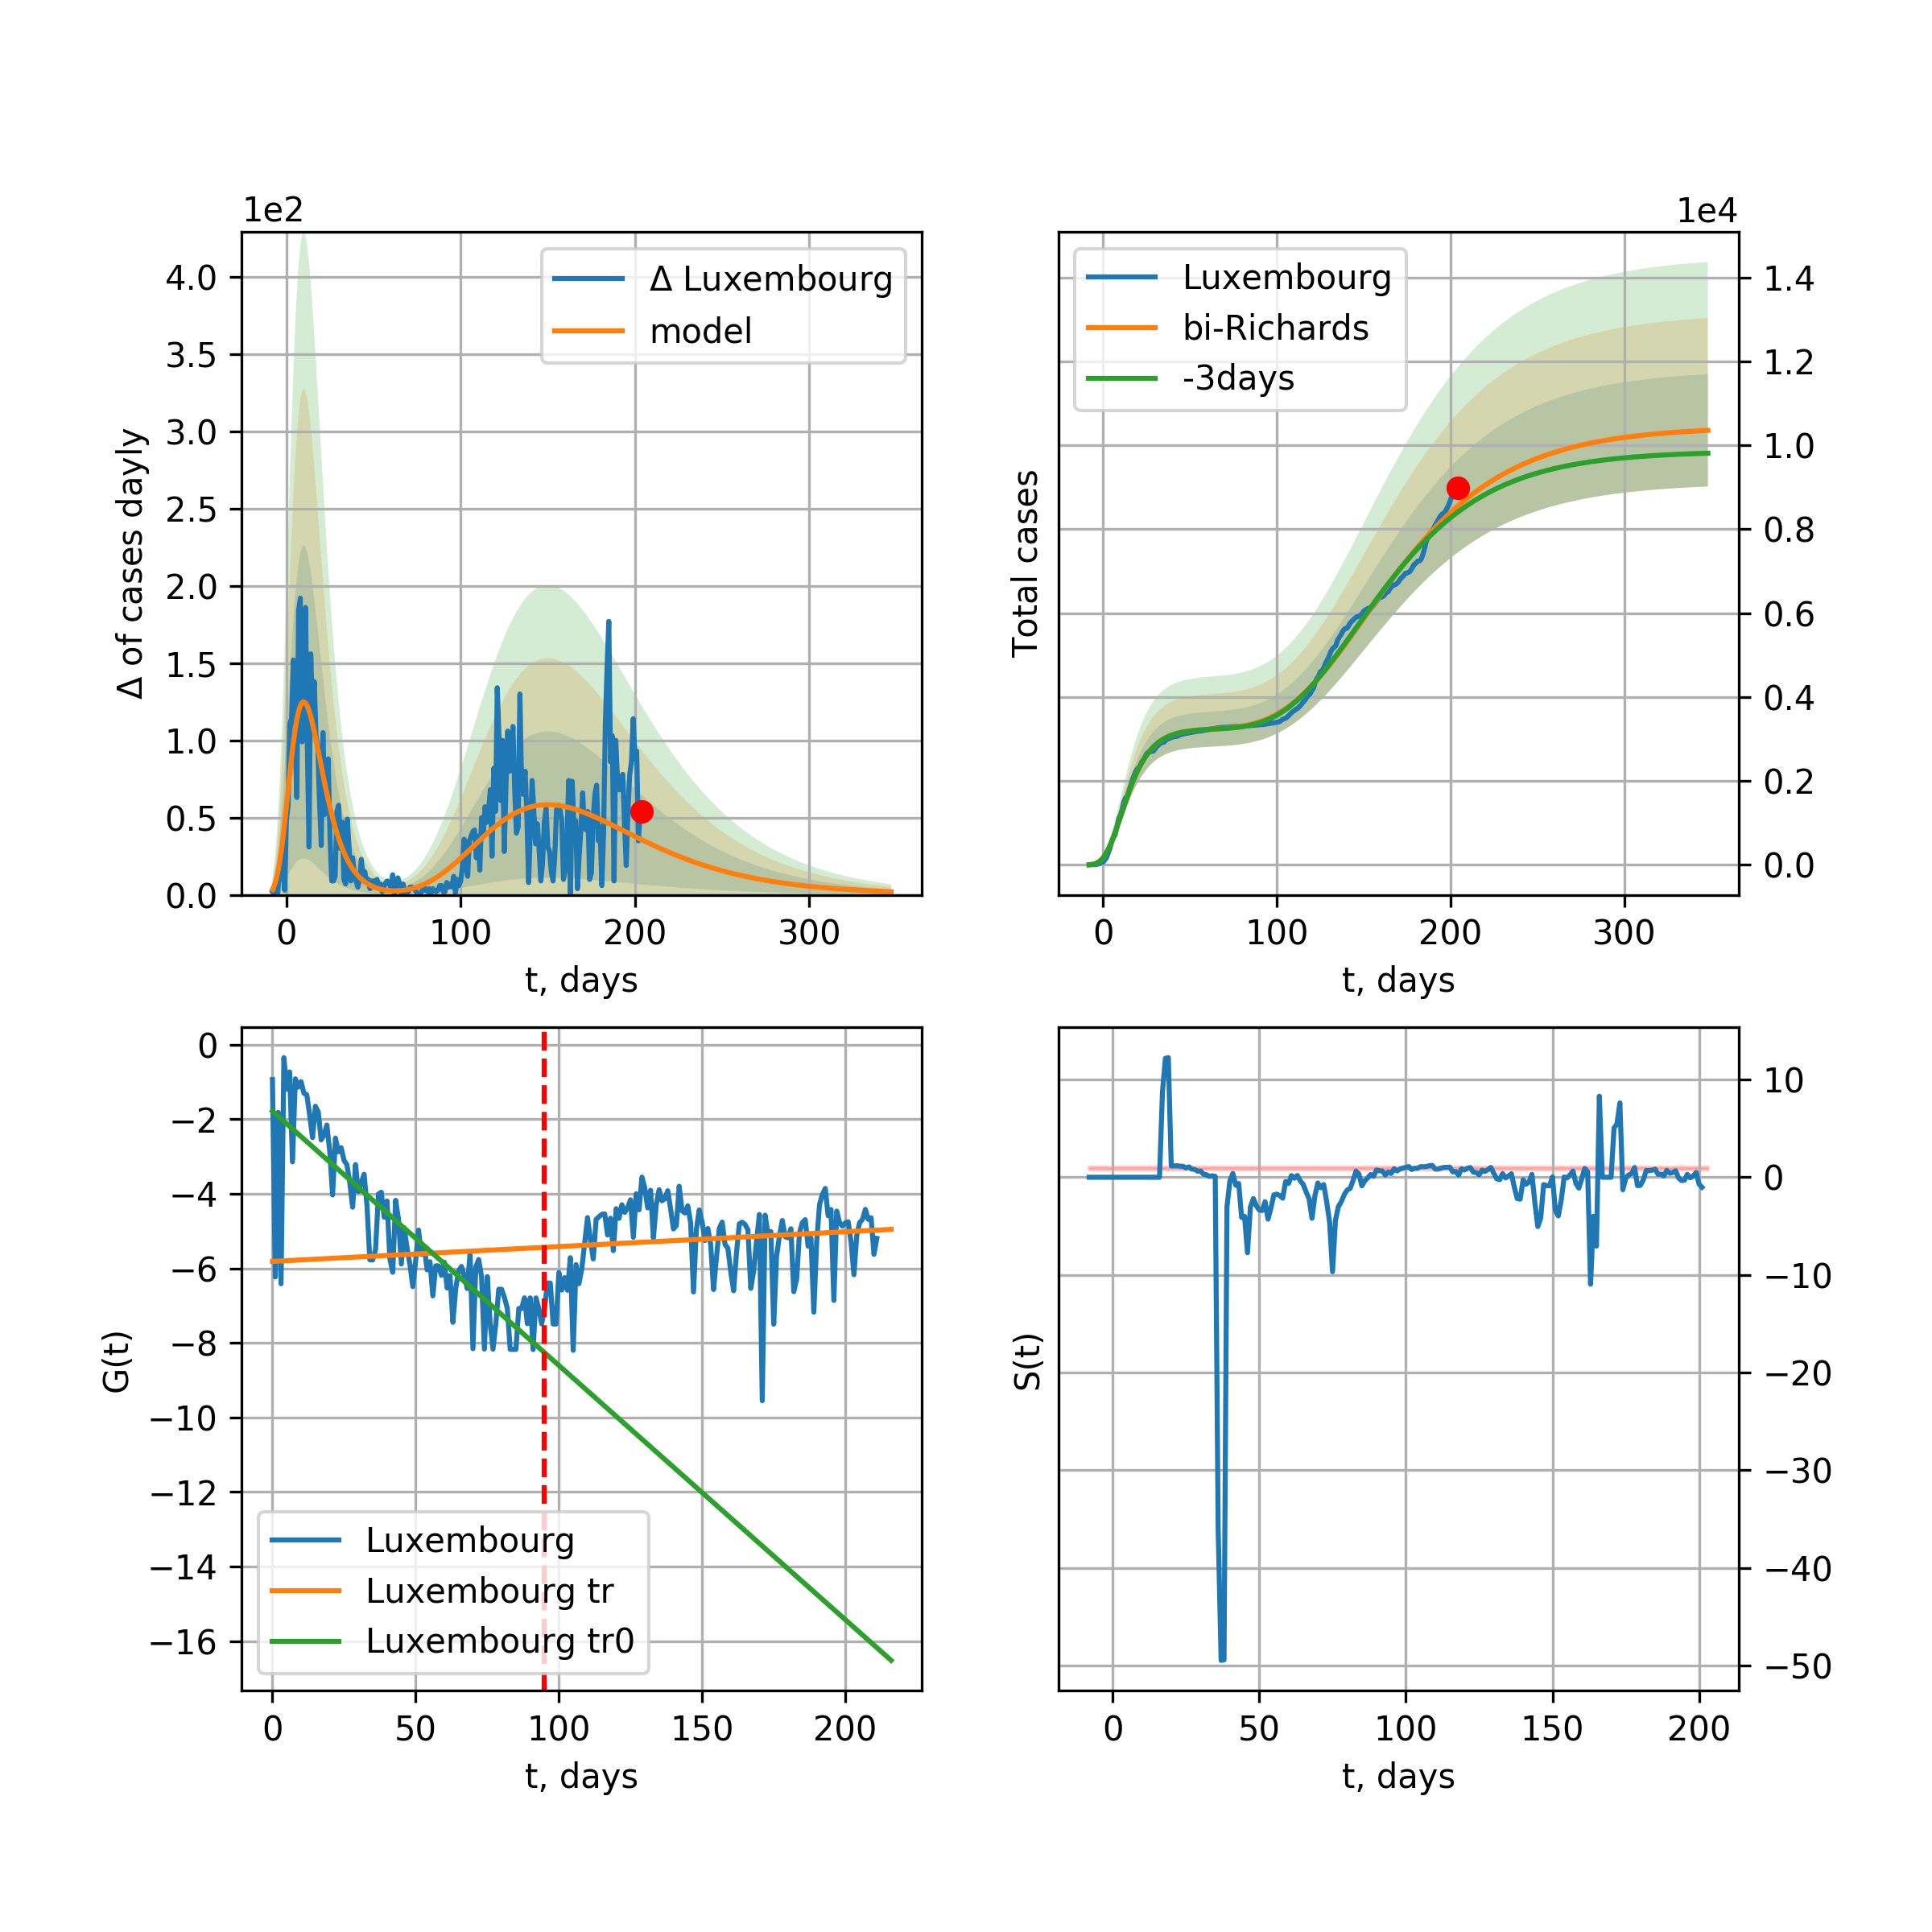 1e2
4.0
3.5
3.0
2.5
2.0
1.5
1.0
0.5
0.0
Δ of cases dayly
Δ Luxembourg
model
0 100 200 300
t, days
1e4
Luxembourg
bi-Richards
-3days
1.4
1.2
1.0
0.8
0.6
0.4
0.2
0.0
Total cases
0 100 200 300
t, days
0
−2
−4
−6
−8
−10
−12
−14
−16
G(t)
Luxembourg
Luxembourg tr
Luxembourg tr0
0 50 100 150 200
t, days
10
0
−10
−20
−30
−40
−50
S(t)
0 50 100 150 200
t, days